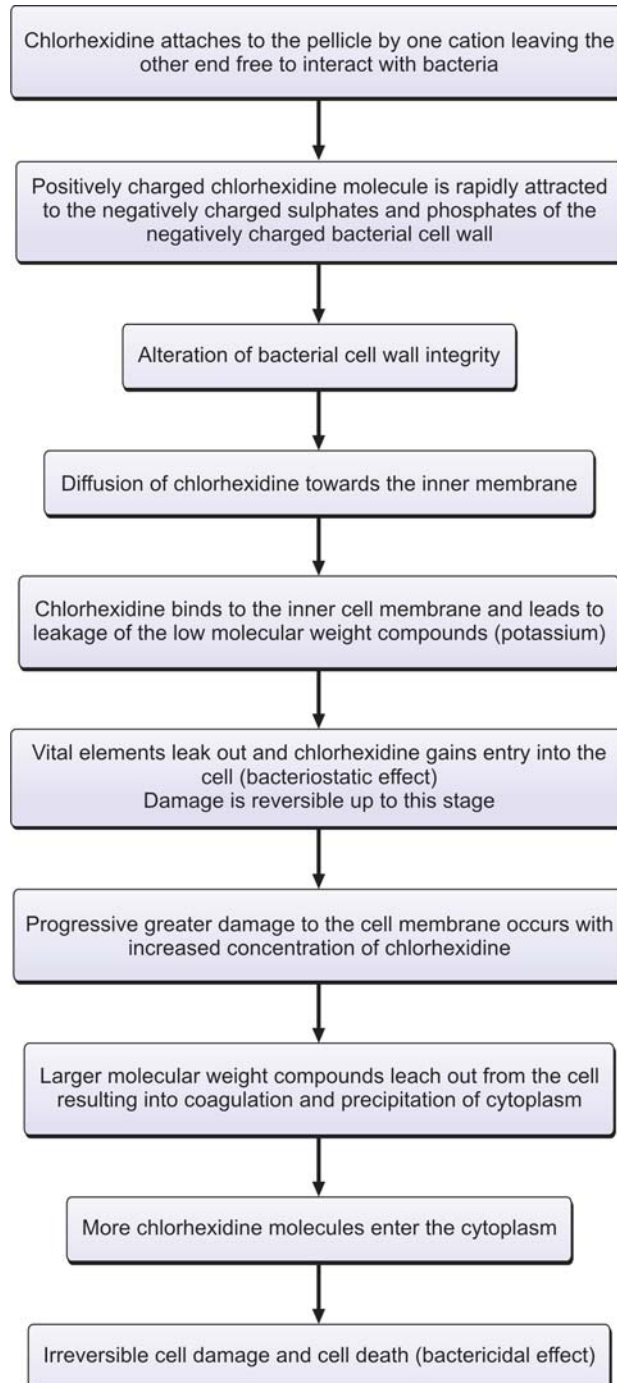 Chlorhexidine attaches to the pellicle by one cation leaving the
other end free to interact with bacteria
Positively charged chlorhexidine molecule is rapidly attracted
to the negatively charged sulphates and phosphates of the
negatively charged bacterial cell wall
Alteration of bacterial cell wall integrity
Diffusion of chlorhexidine towards the inner membrane
Chlorhexidine binds to the inner cell membrane and leads to
leakage of the low molecular weight compounds (potassium)
Vital elements leak out and chlorhexidine gains entry into the
cell (bacteriostatic effect)
Damage is reversible up to this stage
Progressive greater damage to the cell membrane occurs with
increased concentration of chlorhexidine
Larger molecular weight compounds leach out from the cell
resulting into coagulation and precipitation of cytoplasm
More chlorhexidine molecules enter the cytoplasm
Irreversible cell damage and cell death (bactericidal effect)